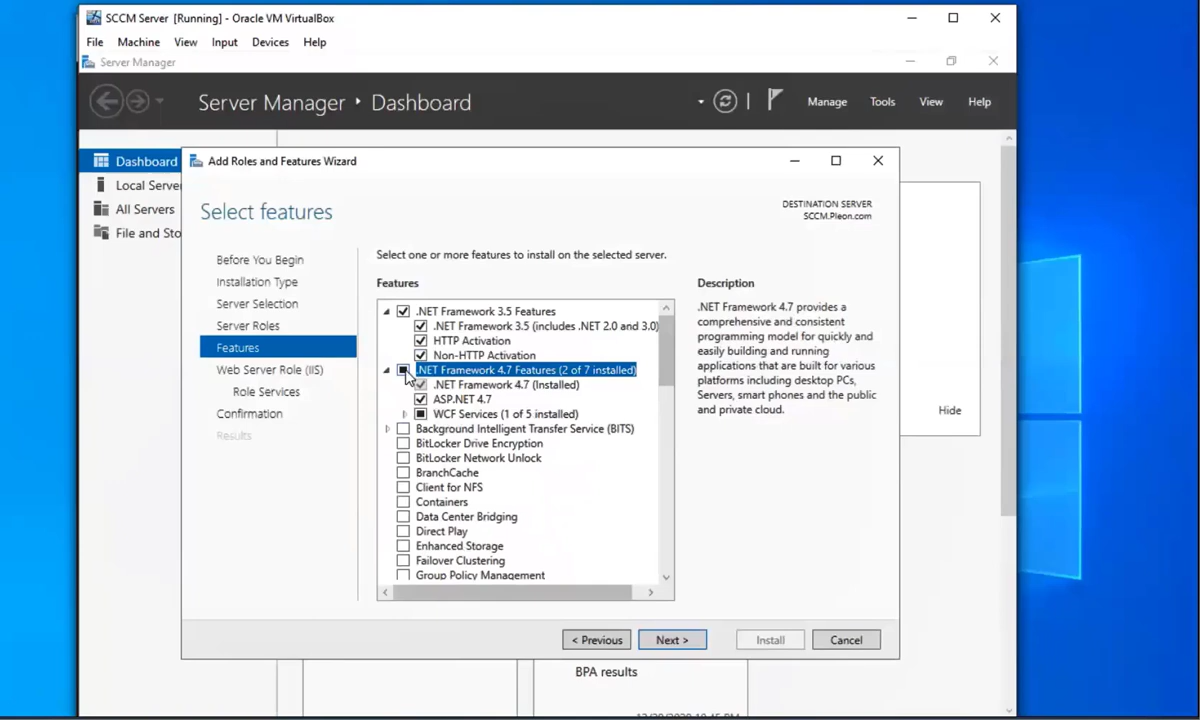 SCCM Server [Running] - Oracle VM VirtualBox
File Machine View Input Devices Help
Server Manager
Server Manager ‣ Dashboard
Manage Tools View Help
Dashboard
Local Serve
All Servers
File and Sto
Add Roles and Features Wizard
Select features
DESTINATION SERVER
SCCM.Pleon.com
Before You Begin
Installation Type
Server Selection
Server Roles
Features
Web Server Role (IIS)
Role Services
Confirmation
Results
Select one or more features to install on the selected server.
Features
.NET Framework 3.5 Features
.NET Framework 3.5 (includes .NET 2.0 and 3.0)
HTTP Activation
Non-HTTP Activation
.NET Framework 4.7 Features (2 of 7 installed)
.NET Framework 4.7 (Installed)
ASP.NET 4.7
WCF Services (1 of 5 installed)
Background Intelligent Transfer Service (BITS)
BitLocker Drive Encryption
BitLocker Network Unlock
BranchCache
Client for NFS
Containers
Data Center Bridging
Direct Play
Enhanced Storage
Failover Clustering
Group Policy Management
Description
.NET Framework 4.7 provides a
comprehensive and consistent
programming model for quickly and
easily building and running
applications that are built for various
platforms including desktop PCs,
Servers, smart phones and the public
and private cloud.
Hide
< Previous Next > Install Cancel
BPA results